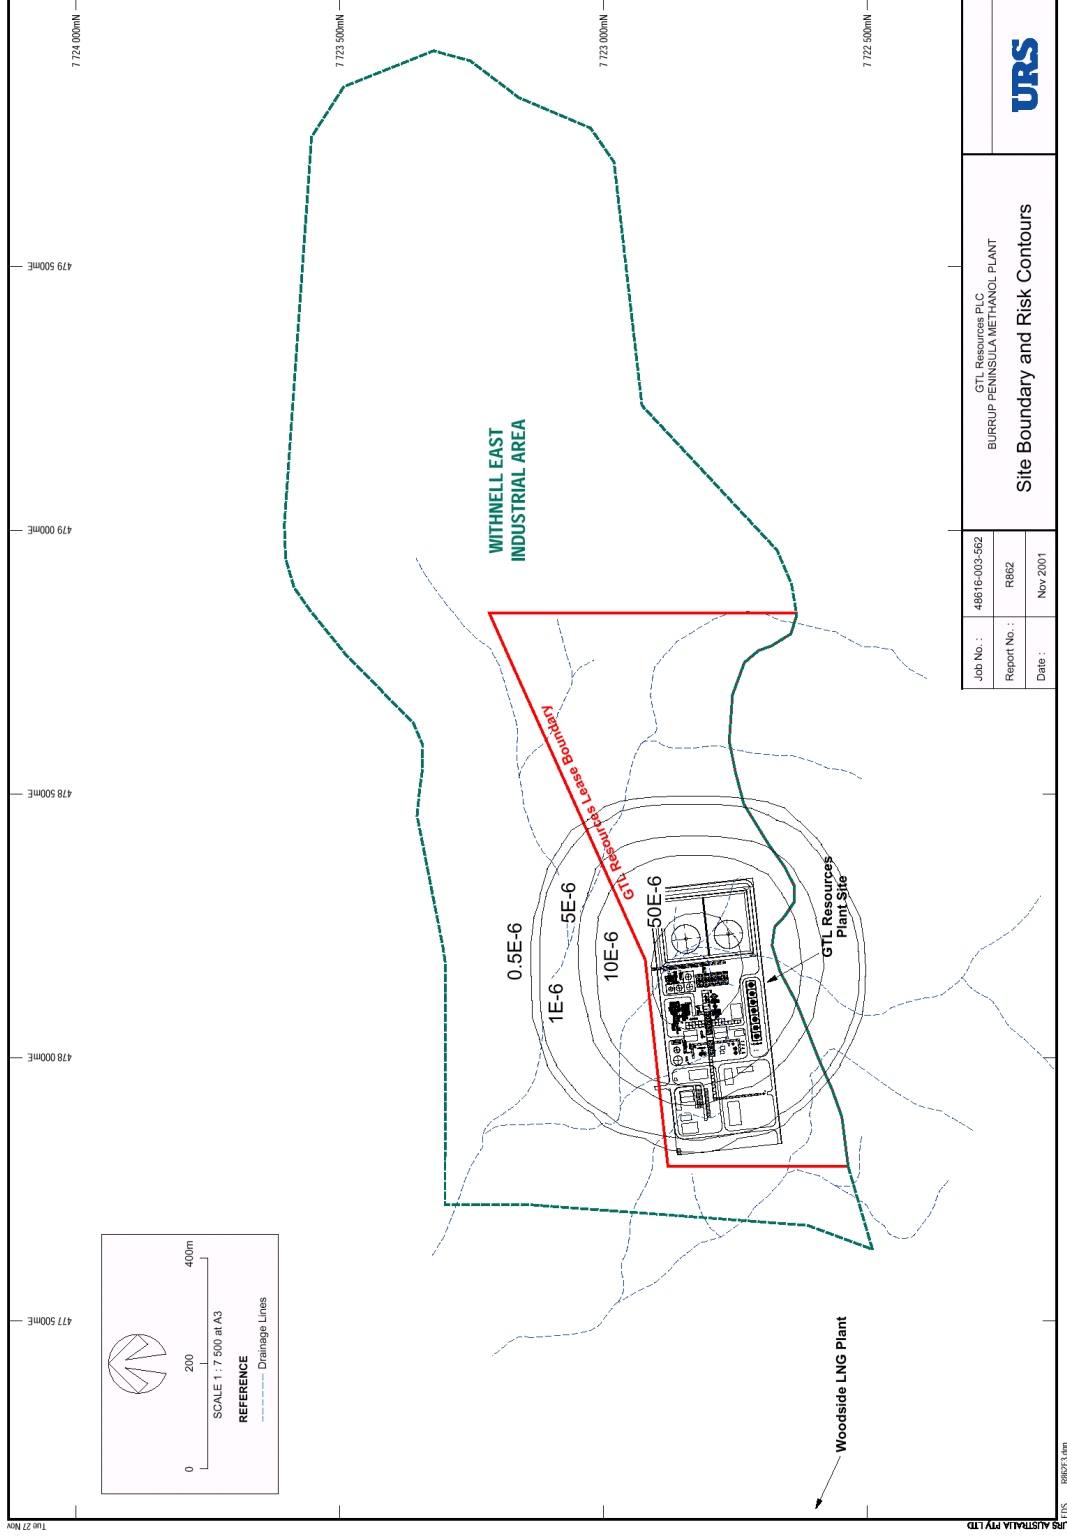 7 724 000mN
7 723 500mN
7 723 000mN
7 722 500mN
479 500mE
479 000mE
478 500mE
478 000mE
477 500mE
WITHNELL EAST
INDUSTRIAL AREA
GTL Resources Lease Boundary
0.5E-6
1E-6
5E-6
10E-6
50E-6
GTL Resources
Plant Site
Woodside LNG Plant
0 200 400m
SCALE 1 : 7 500 at A3
REFERENCE
Drainage Lines
Job No. : 48616-003-562
Report No. : R862
Date : Nov 2001
GTL Resources PLC
BURRUP PENINSULA METHANOL PLANT
Site Boundary and Risk Contours
URS
Tue 27 Nov
URS AUSTRALIA PTY LTD